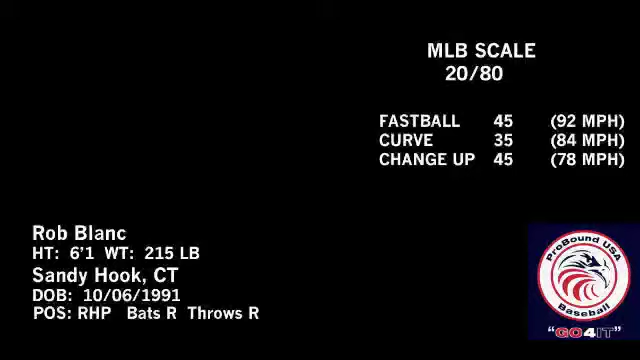 MLB SCALE
20/80
FASTBALL 45 (92 MPH)
CURVE 35 (84 MPH)
CHANGE UP 45 (78 MPH)
Rob Blanc
HT: 6'1 WT: 215 LB
Sandy Hook, CT
DOB: 10/06/1991
POS: RHP Bats R Throws R
ProBound USA
Baseball
"GO4IT"